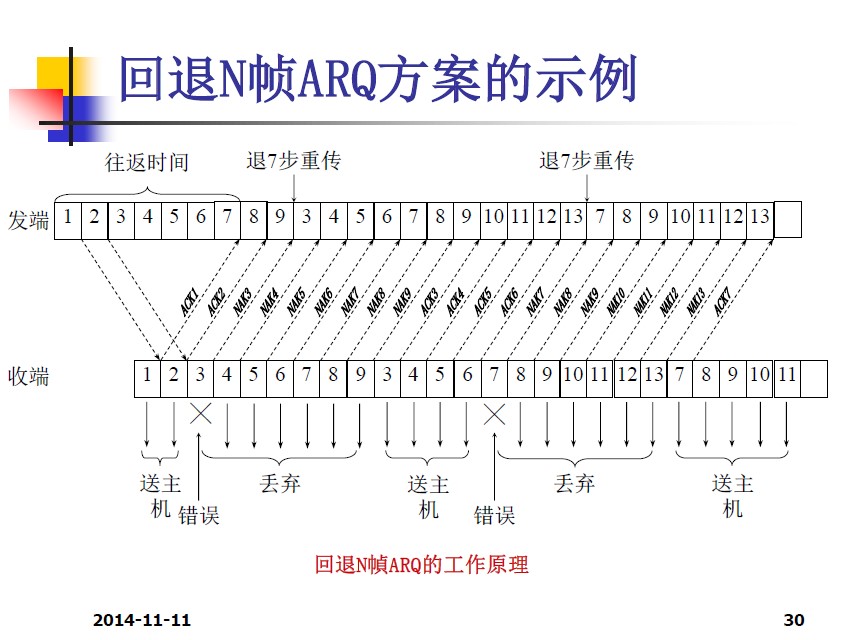 回退N帧ARQ方案的示例
往返时间 退7步重传 退7步重传
发端 1 2 3 4 5 6 7 8 9 3 4 5 6 7 8 9 10 11 12 13 7 8 9 10 11 12 13
ACK1 ACK2 NAK3 NAK4 NAK5 NAK6 NAK7 NAK8 NAK9 ACK3 ACK4 ACK5 ACK6 NAK7 NAK8 NAK9 NAK10 NAK11 NAK12 NAK13 ACK7
收端 1 2 3 4 5 6 7 8 9 3 4 5 6 7 8 9 10 11 12 13 7 8 9 10 11
送主 丢弃 送主 丢弃 送主
机 错误 机 错误 机
回退N帧ARQ的工作原理
2014-11-11 30